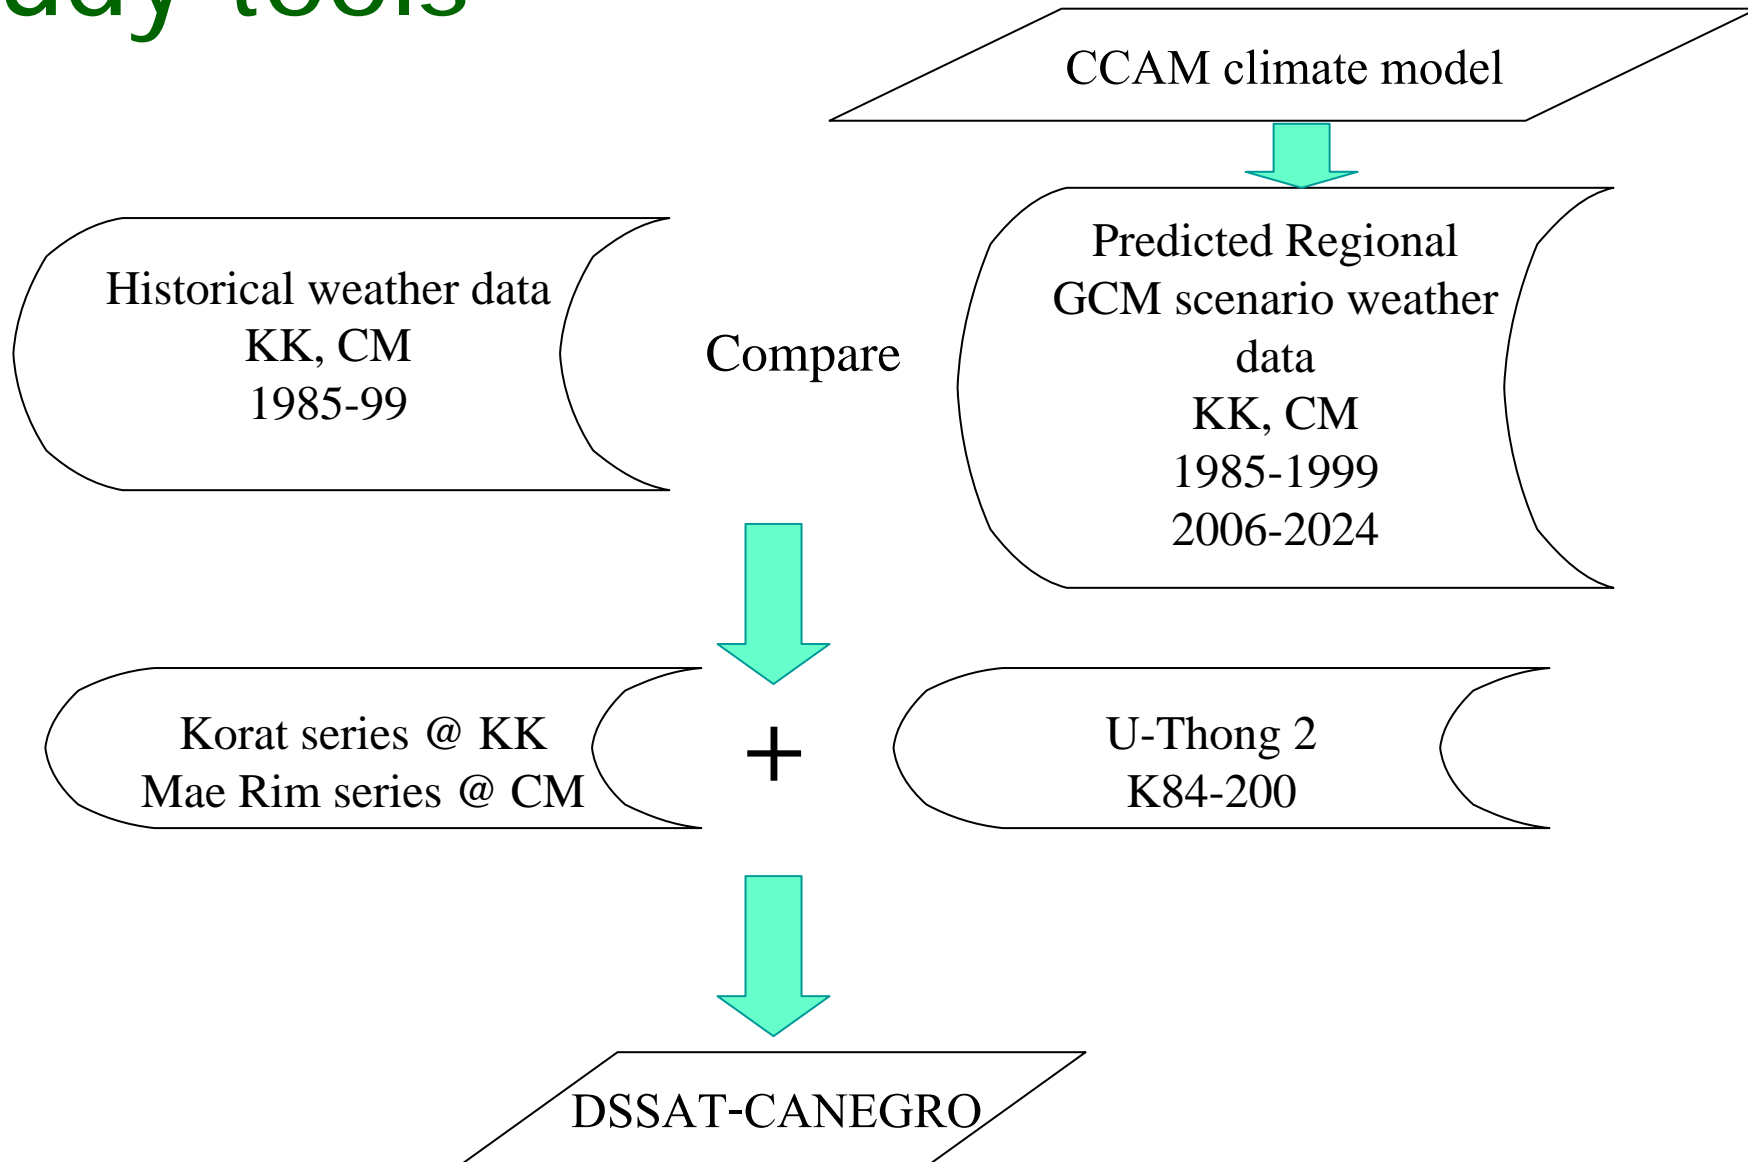 tools
CCAM climate model
Historical weather data
KK, CM
1985-99
Compare
Predicted Regional
GCM scenario weather
data
KK, CM
1985-1999
2006-2024
Korat series @ KK
Mae Rim series @ CM
+
U-Thong 2
K84-200
DSSAT-CANEGRO